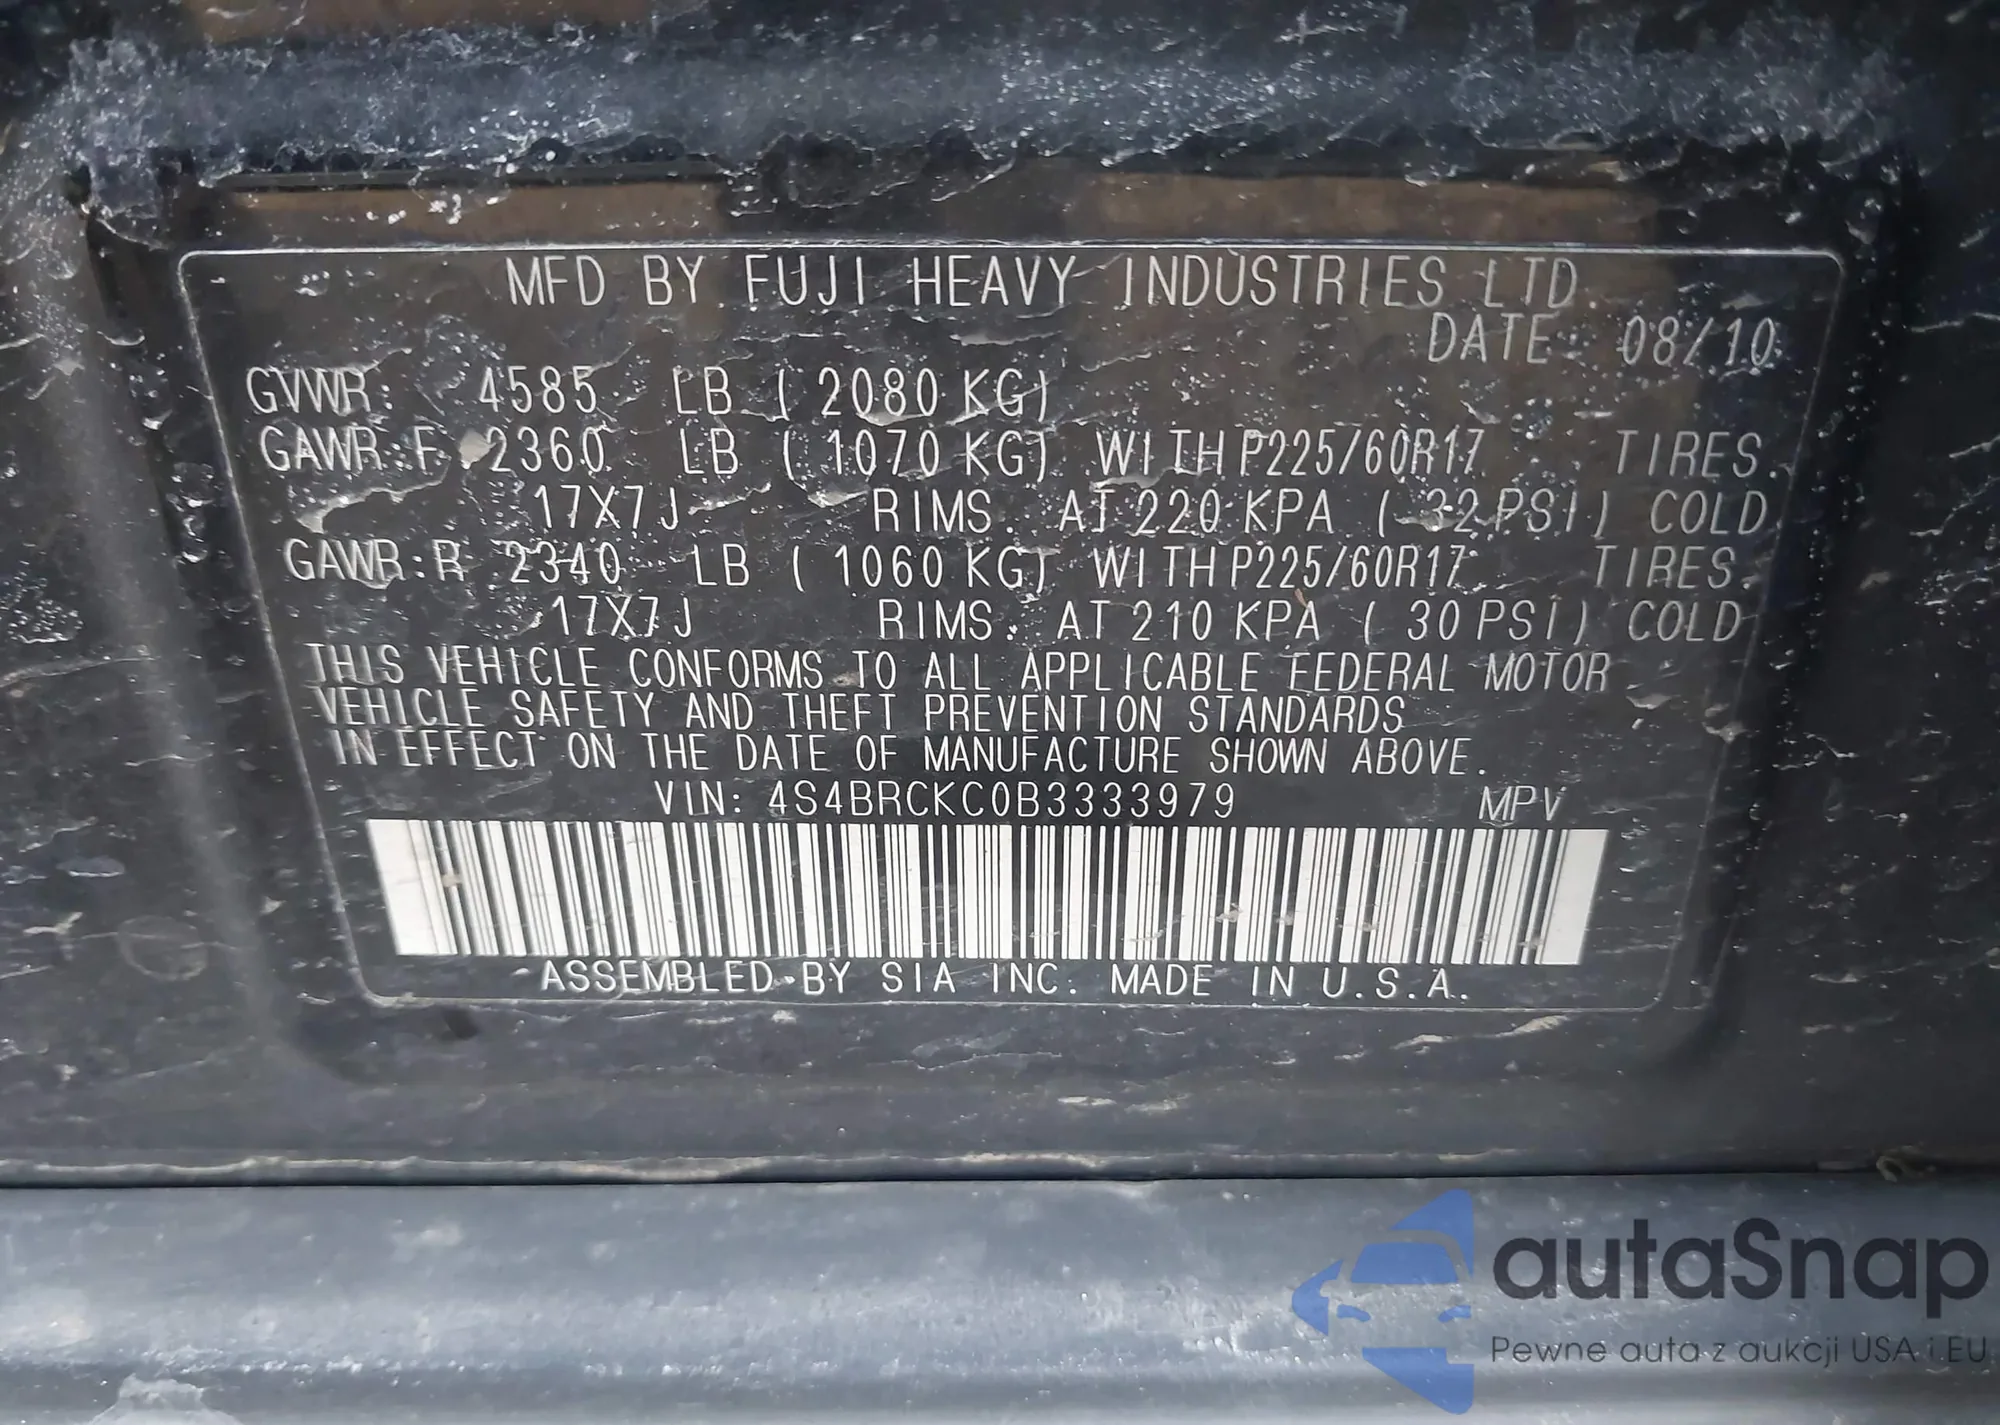 MFD BY FUJI HEAVY INDUSTRIES LTD.
DATE: 08/10
GVWR: 4585 LB (2080 KG)
GAWR:F 2360 LB (1070 KG) WITH P225/60R17 TIRES.
17X7J RIMS. AT 220 KPA (32 PSI) COLD
GAWR:R 2340 LB (1060 KG) WITH P225/60R17 TIRES.
17X7J RIMS. AT 210 KPA (30 PSI) COLD
THIS VEHICLE CONFORMS TO ALL APPLICABLE FEDERAL MOTOR
VEHICLE SAFETY AND THEFT PREVENTION STANDARDS
IN EFFECT ON THE DATE OF MANUFACTURE SHOWN ABOVE.
VIN: 4S4BRCKC0B3333979 MPV
ASSEMBLED BY SIA INC. MADE IN U.S.A.
autaSnap
Pewne auta z aukcji USA i EU